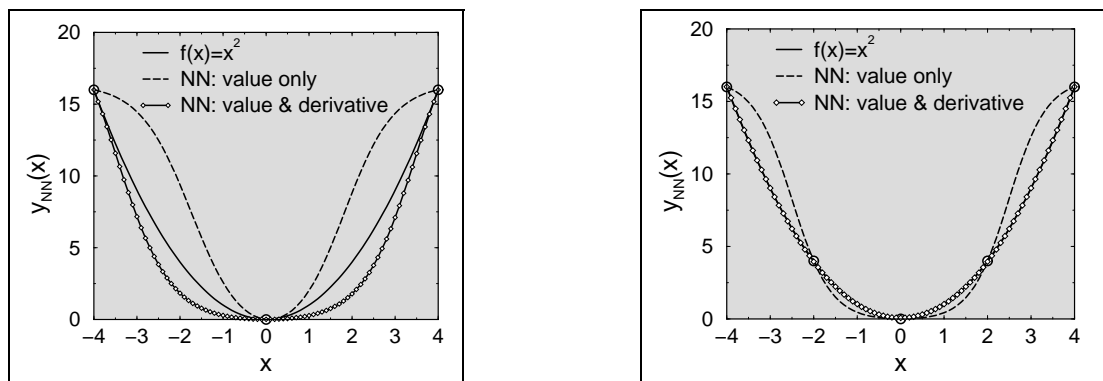 20
15
10
5
0
y_NN(x)
f(x)=x²
NN: value only
NN: value & derivative
−4 −3 −2 −1 0 1 2 3 4
x
20
15
10
5
0
y_NN(x)
f(x)=x²
NN: value only
NN: value & derivative
−4 −3 −2 −1 0 1 2 3 4
x